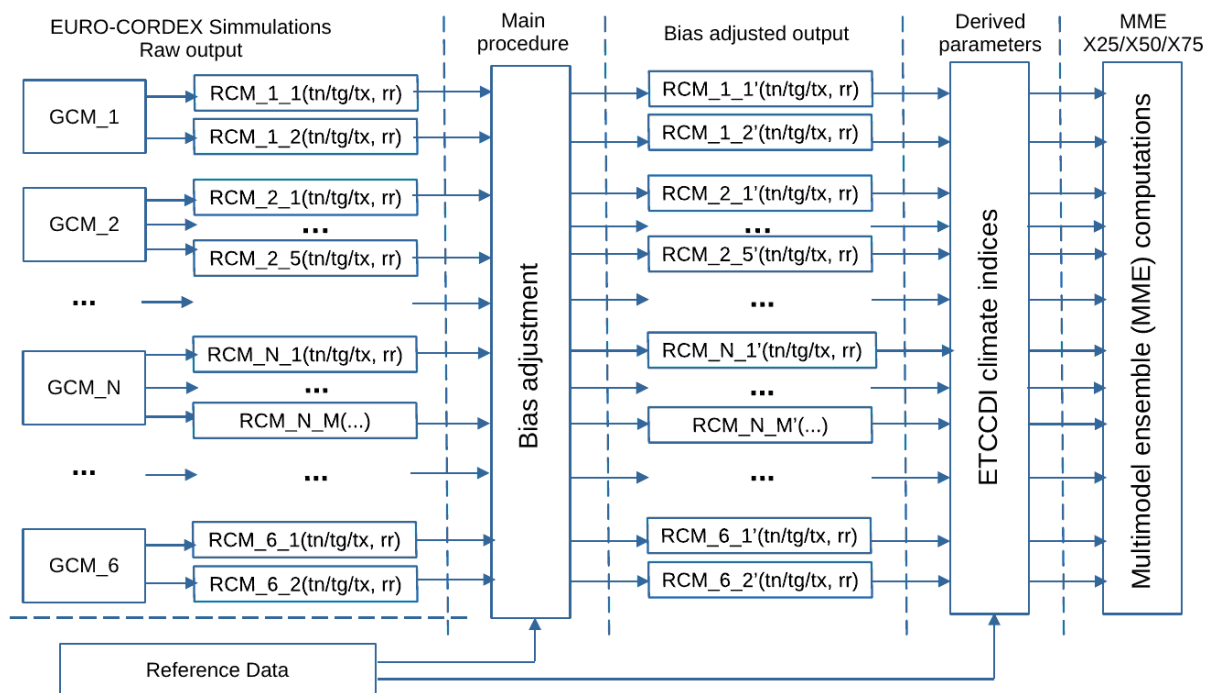 EURO-CORDEX Simmulations
Raw output
Main
procedure
Bias adjusted output
Derived
parameters
MME
X25/X50/X75
GCM_1
RCM_1_1(tn/tg/tx, rr)
RCM_1_2(tn/tg/tx, rr)
GCM_2
RCM_2_1(tn/tg/tx, rr)
...
RCM_2_5(tn/tg/tx, rr)
...
GCM_N
RCM_N_1(tn/tg/tx, rr)
...
RCM_N_M(...)
...
...
GCM_6
RCM_6_1(tn/tg/tx, rr)
RCM_6_2(tn/tg/tx, rr)
Bias adjustment
RCM_1_1’(tn/tg/tx, rr)
RCM_1_2’(tn/tg/tx, rr)
RCM_2_1’(tn/tg/tx, rr)
...
RCM_2_5’(tn/tg/tx, rr)
...
RCM_N_1’(tn/tg/tx, rr)
...
RCM_N_M’(...)
...
RCM_6_1’(tn/tg/tx, rr)
RCM_6_2’(tn/tg/tx, rr)
ETCCDI climate indices
Multimodel ensemble (MME) computations
Reference Data